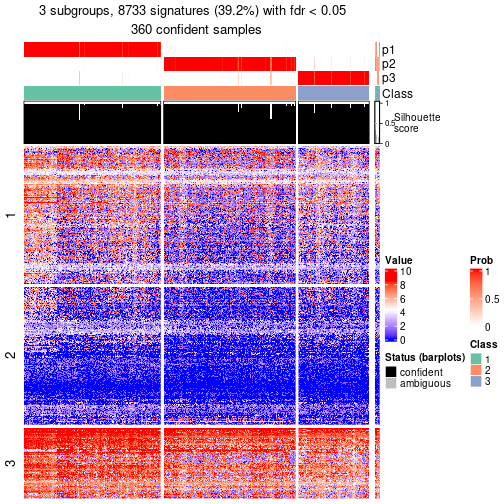 3 subgroups, 8733 signatures (39.2%) with fdr < 0.05
360 confident samples
p1
p2
p3
Class
1
0.5
0
Silhouette
score
1
2
3
Value
10
8
6
4
2
0
Status (barplots)
confident
ambiguous
Prob
1
0.5
0
Class
1
2
3